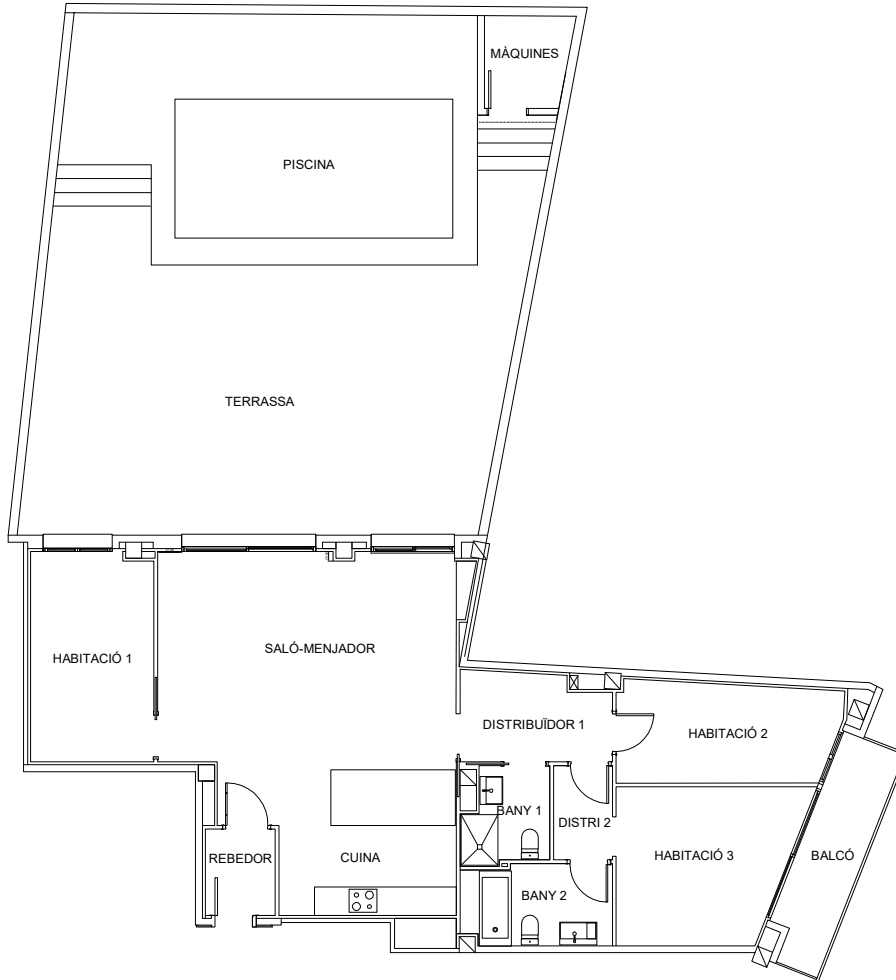 MÀQUINES
PISCINA
TERRASSA
HABITACIÓ 1
SALÓ-MENJADOR
DISTRIBUÏDOR 1
HABITACIÓ 2
BANY 1
DISTRI 2
REBEDOR
CUINA
HABITACIÓ 3
BALCÓ
BANY 2